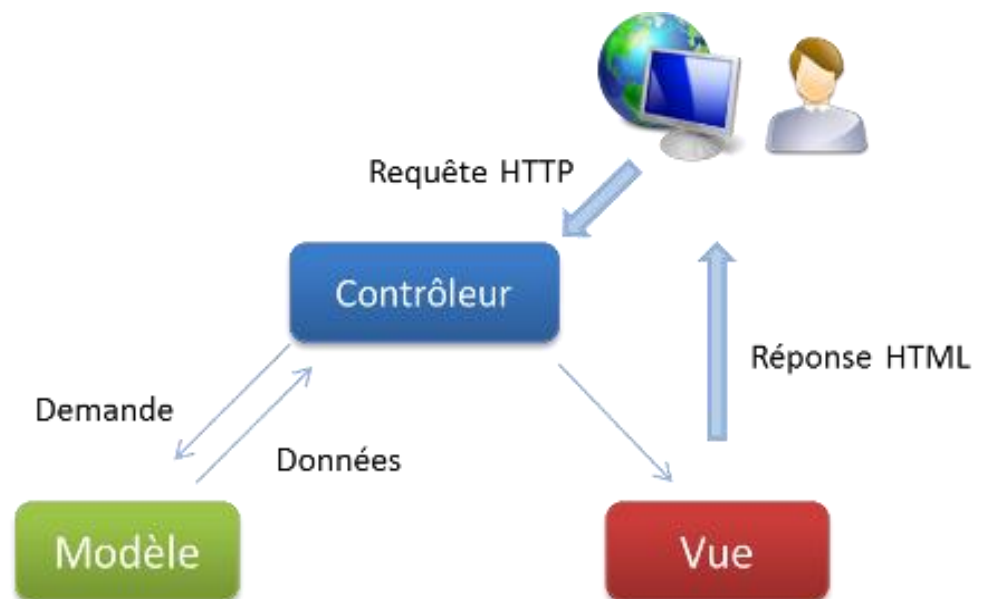 Requête HTTP
Contrôleur
Réponse HTML
Demande
Données
Modèle
Vue